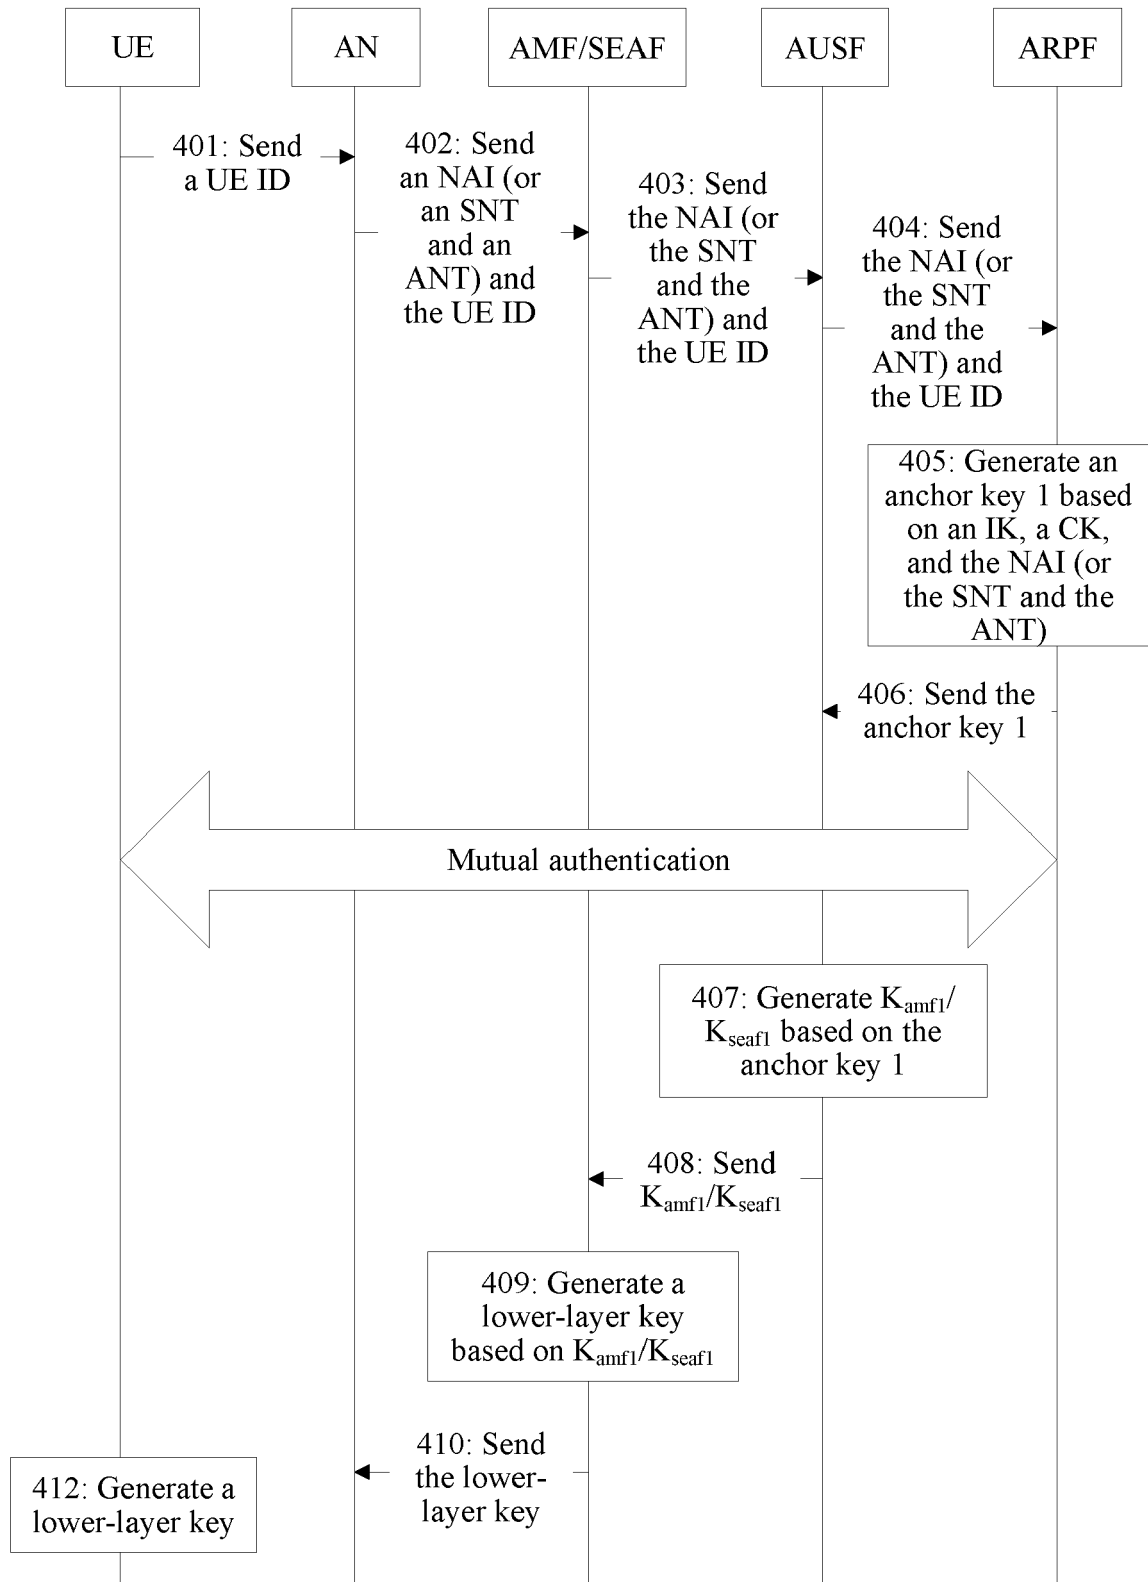 UE
AN
AMF/SEAF
AUSF
ARPF
401: Send
a UE ID
402: Send
an NAI (or
an SNT
and an
ANT) and
the UE ID
403: Send
the NAI (or
the SNT
and the
ANT) and
the UE ID
404: Send
the NAI (or
the SNT
and the
ANT) and
the UE ID
405: Generate an
anchor key 1 based
on an IK, a CK,
and the NAI (or
the SNT and the
ANT)
406: Send the
anchor key 1
Mutual authentication
407: Generate Kamf1/
Kseaf1 based on the
anchor key 1
408: Send
Kamf1/Kseaf1
409: Generate a
lower-layer key
based on Kamf1/Kseaf1
410: Send
the lower-
layer key
412: Generate a
lower-layer key